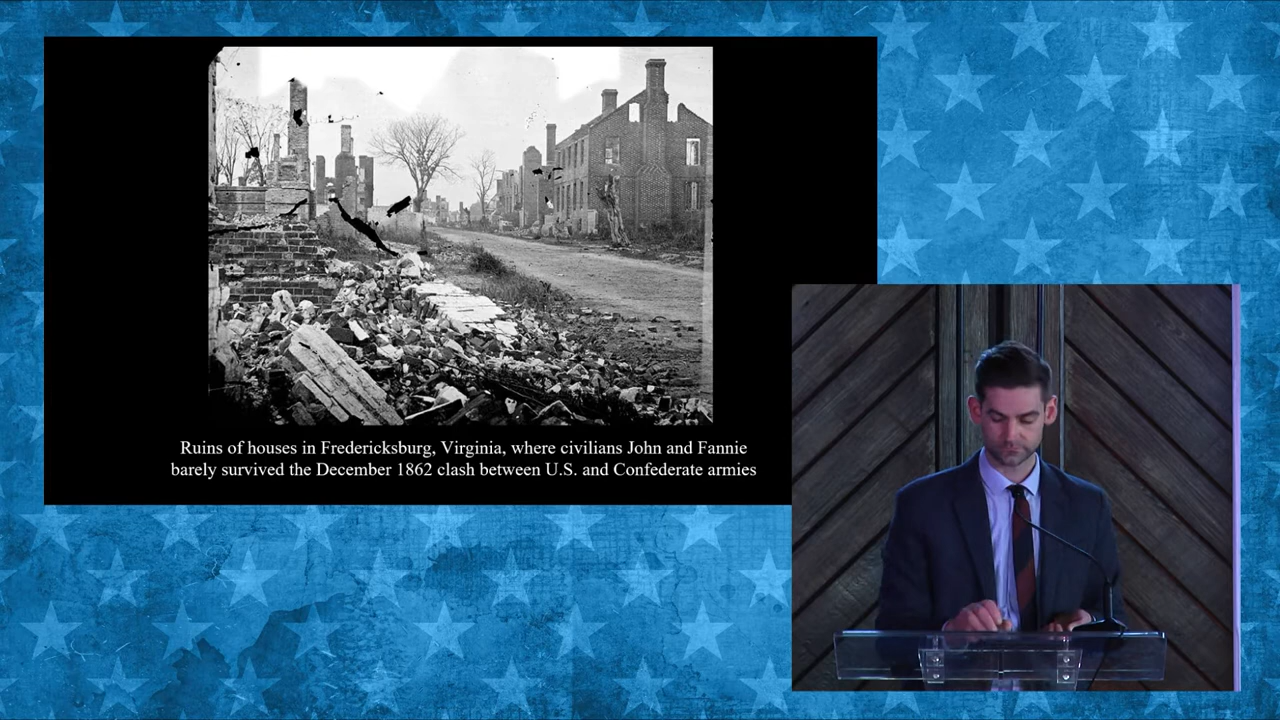 Ruins of houses in Fredericksburg, Virginia, where civilians John and Fannie
barely survived the December 1862 clash between U.S. and Confederate armies